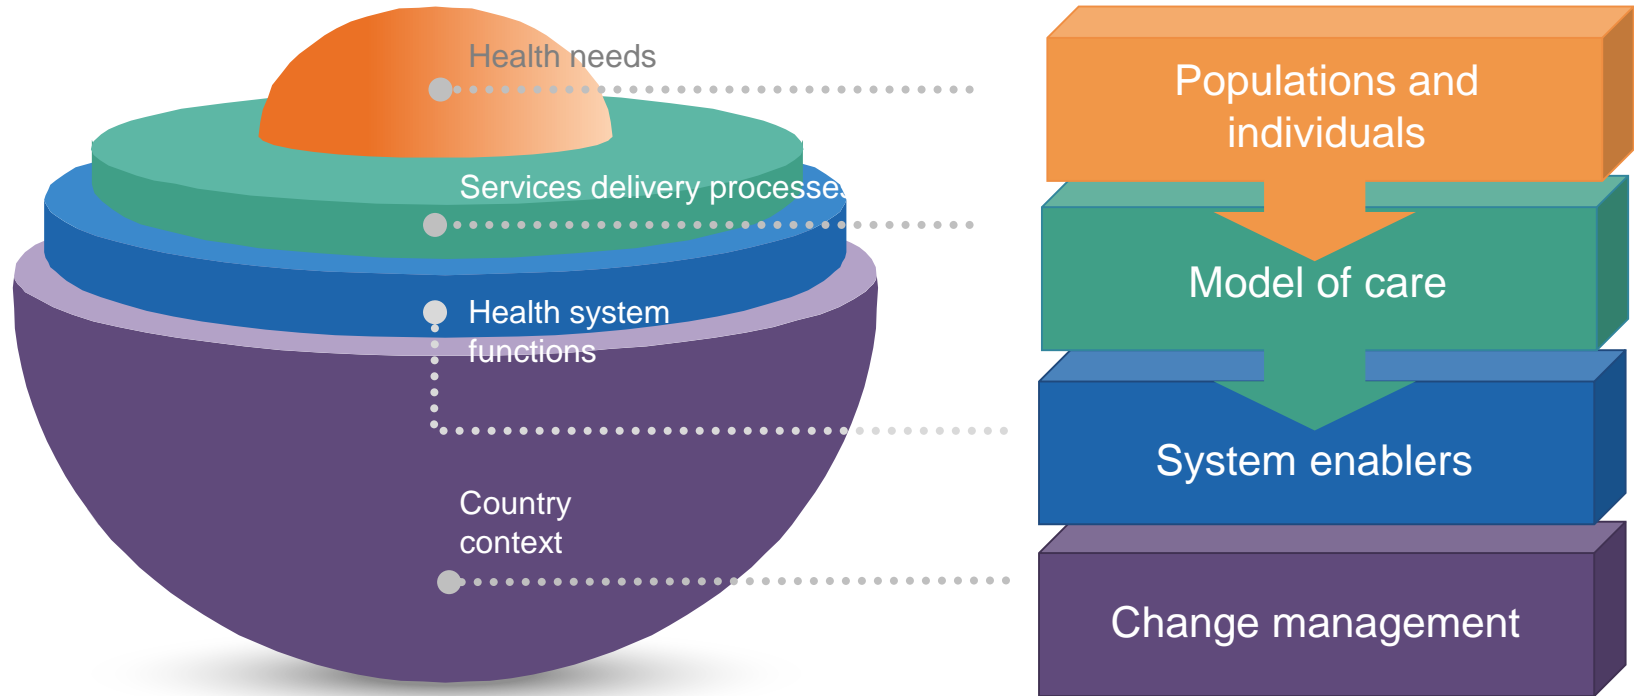 Health needs
Services delivery processes
Health system
functions
Country
context
Populations and
individuals
Model of care
System enablers
Change management